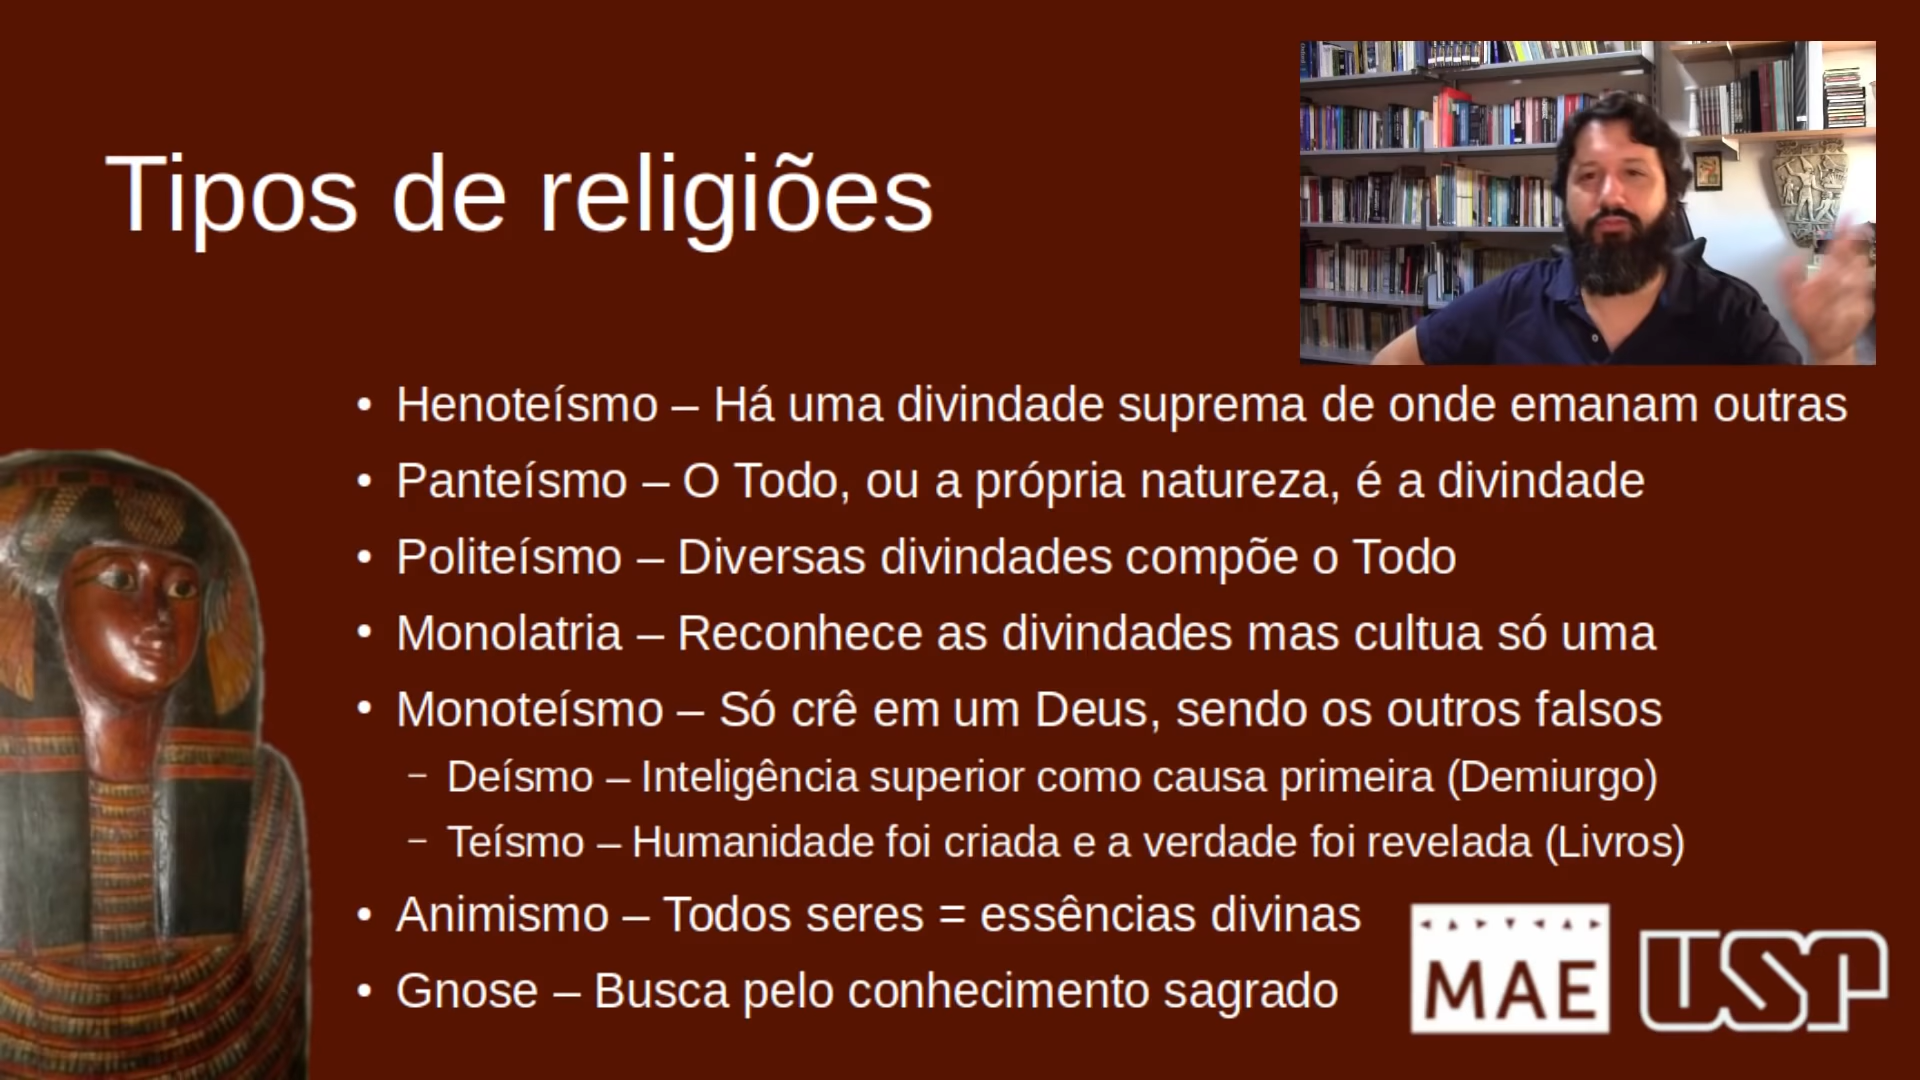 Tipos de religiões
• Henoteísmo – Há uma divindade suprema de onde emanam outras
• Panteísmo – O Todo, ou a própria natureza, é a divindade
• Politeísmo – Diversas divindades compõe o Todo
• Monolatria – Reconhece as divindades mas cultua só uma
• Monoteísmo – Só crê em um Deus, sendo os outros falsos
– Deísmo – Inteligência superior como causa primeira (Demiurgo)
– Teísmo – Humanidade foi criada e a verdade foi revelada (Livros)
• Animismo – Todos seres = essências divinas
• Gnose – Busca pelo conhecimento sagrado
MAE
USP